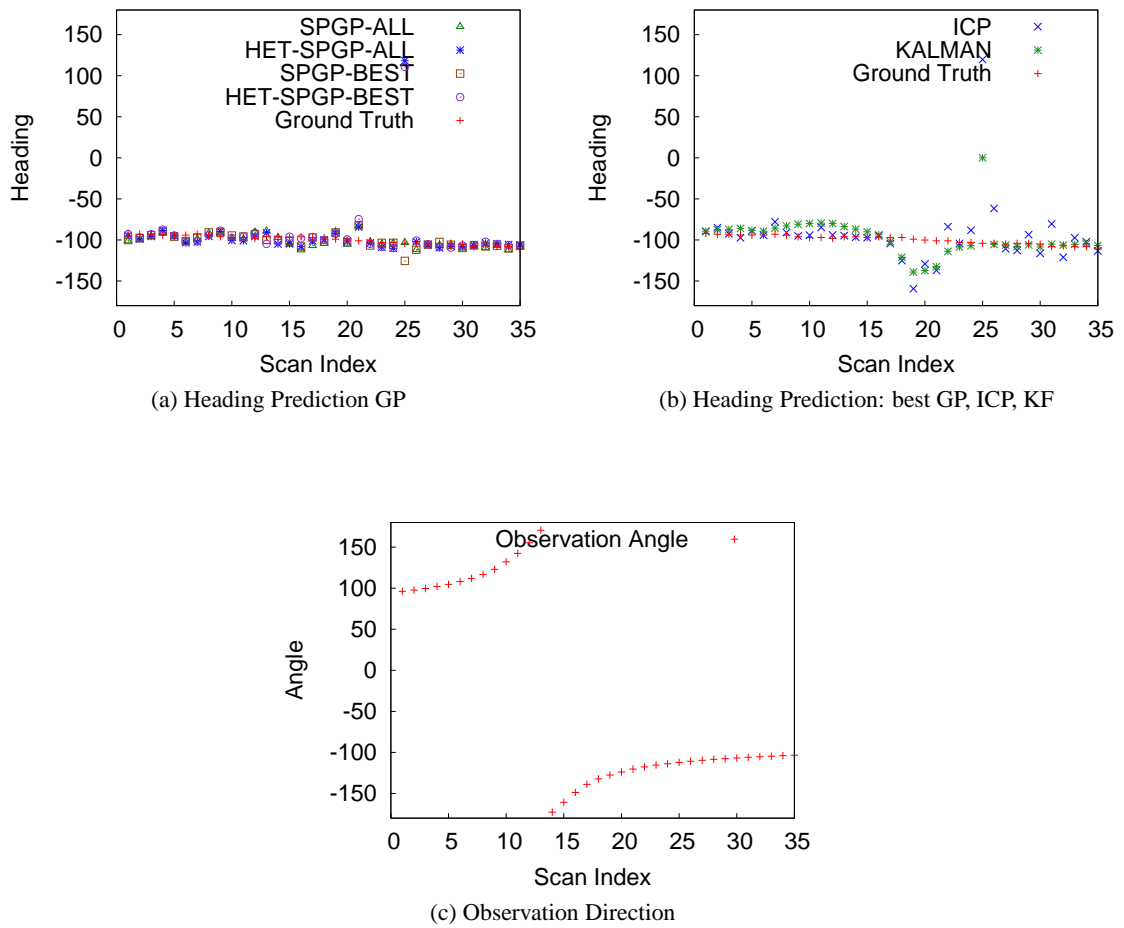 150
100
50
0
-50
-100
-150
0 5 10 15 20 25 30 35
Heading
Scan Index
SPGP-ALL
HET-SPGP-ALL
SPGP-BEST
HET-SPGP-BEST
Ground Truth
(a) Heading Prediction GP
150
100
50
0
-50
-100
-150
0 5 10 15 20 25 30 35
Heading
Scan Index
ICP
KALMAN
Ground Truth
(b) Heading Prediction: best GP, ICP, KF
150
100
50
0
-50
-100
-150
0 5 10 15 20 25 30 35
Angle
Scan Index
Observation Angle
(c) Observation Direction